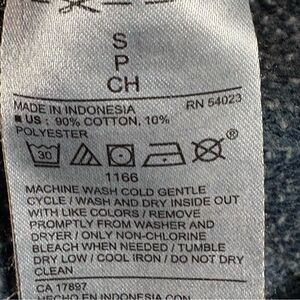 S
P
CH
MADE IN INDONESIA RN 54023
■ US : 90% COTTON, 10%
POLYESTER
30
®
1166
MACHINE WASH COLD GENTLE
CYCLE / WASH AND DRY INSIDE OUT
WITH LIKE COLORS / REMOVE
PROMPTLY FROM WASHER AND
DRYER / ONLY NON-CHLORINE
BLEACH WHEN NEEDED / TUMBLE
DRY LOW / COOL IRON / DO NOT DRY
CLEAN
CA 17897
HECHO EN INDONESIA CON